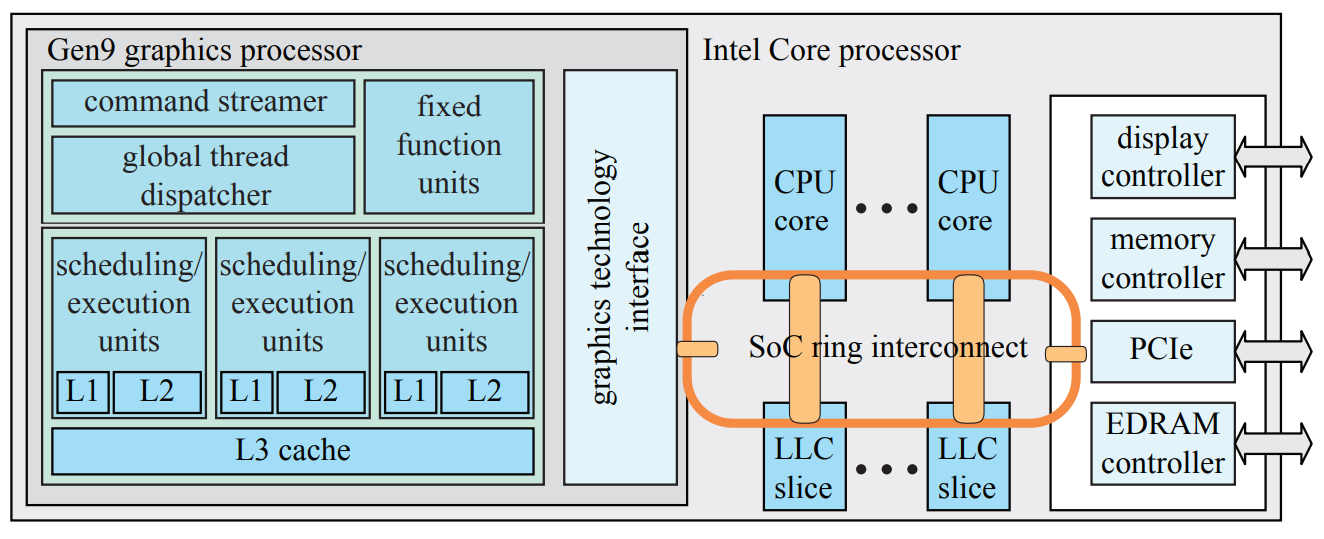 Gen9 graphics processor
command streamer
global thread
dispatcher
fixed
function
units
scheduling/
execution
units
L1
L2
scheduling/
execution
units
L1
L2
scheduling/
execution
units
L1
L2
L3 cache
graphics technology
interface
Intel Core processor
CPU
core
CPU
core
SoC ring interconnect
LLC
slice
LLC
slice
display
controller
memory
controller
PCIe
EDRAM
controller